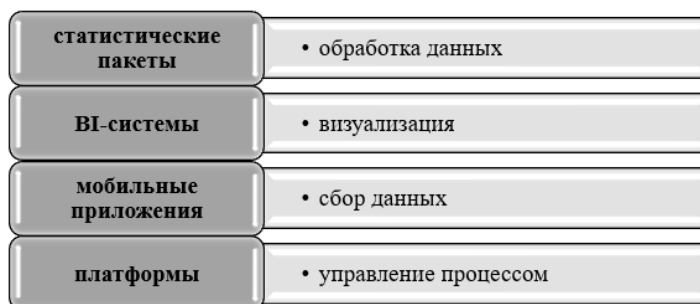 статистические
пакеты
• обработка данных
BI-системы
• визуализация
мобильные
приложения
• сбор данных
платформы
• управление процессом